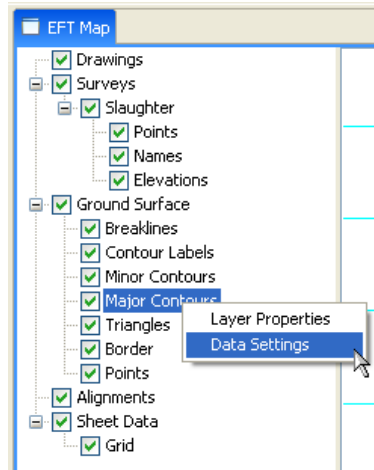 EFT Map
Drawings
Surveys
Slaughter
Points
Names
Elevations
Ground Surface
Breaklines
Contour Labels
Minor Contours
Major Contours
Layer Properties
Triangles
Data Settings
Border
Points
Alignments
Sheet Data
Grid